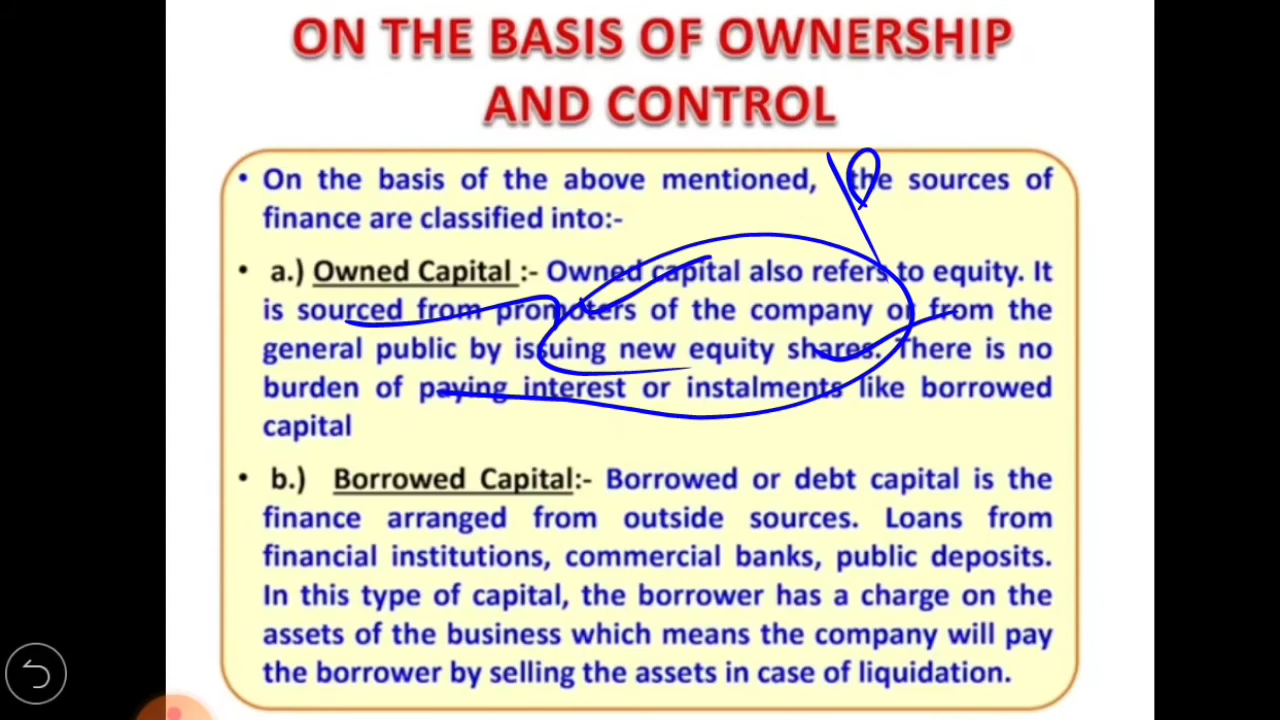 ON THE BASIS OF OWNERSHIP
AND CONTROL
• On the basis of the above mentioned, the sources of
finance are classified into:-
• a.) Owned Capital :- Owned capital also refers to equity. It
is sourced from promoters of the company or from the
general public by issuing new equity shares. There is no
burden of paying interest or instalments like borrowed
capital
• b.) Borrowed Capital:- Borrowed or debt capital is the
finance arranged from outside sources. Loans from
financial institutions, commercial banks, public deposits.
In this type of capital, the borrower has a charge on the
assets of the business which means the company will pay
the borrower by selling the assets in case of liquidation.